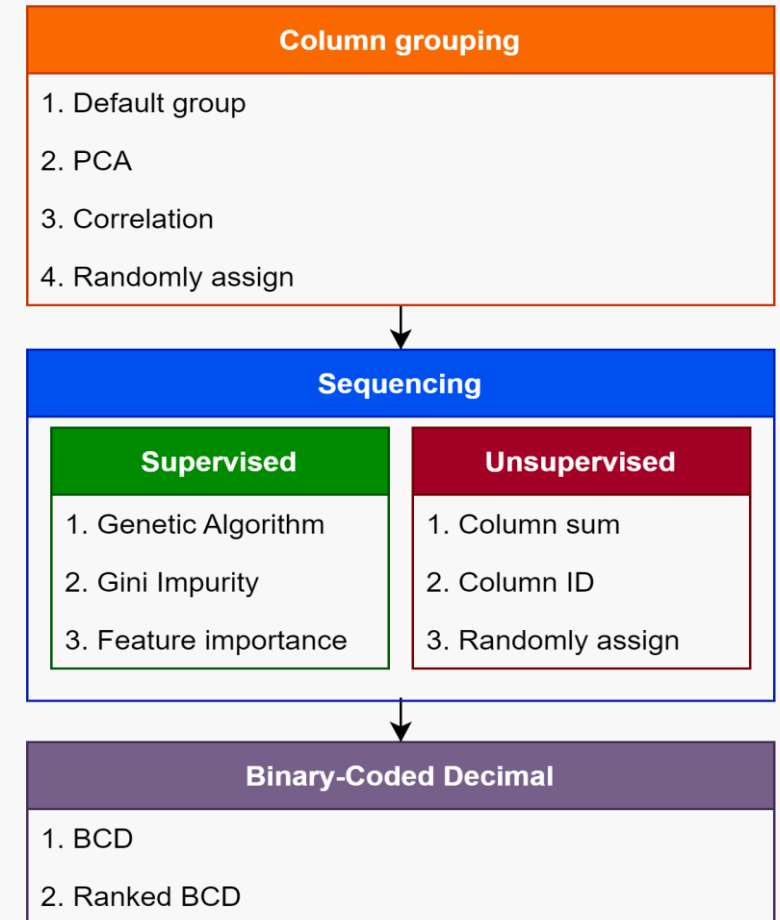 Column grouping
1. Default group
2. PCA
3. Correlation
4. Randomly assign
Sequencing
Supervised
1. Genetic Algorithm
2. Gini Impurity
3. Feature importance
Unsupervised
1. Column sum
2. Column ID
3. Randomly assign
Binary-Coded Decimal
1. BCD
2. Ranked BCD